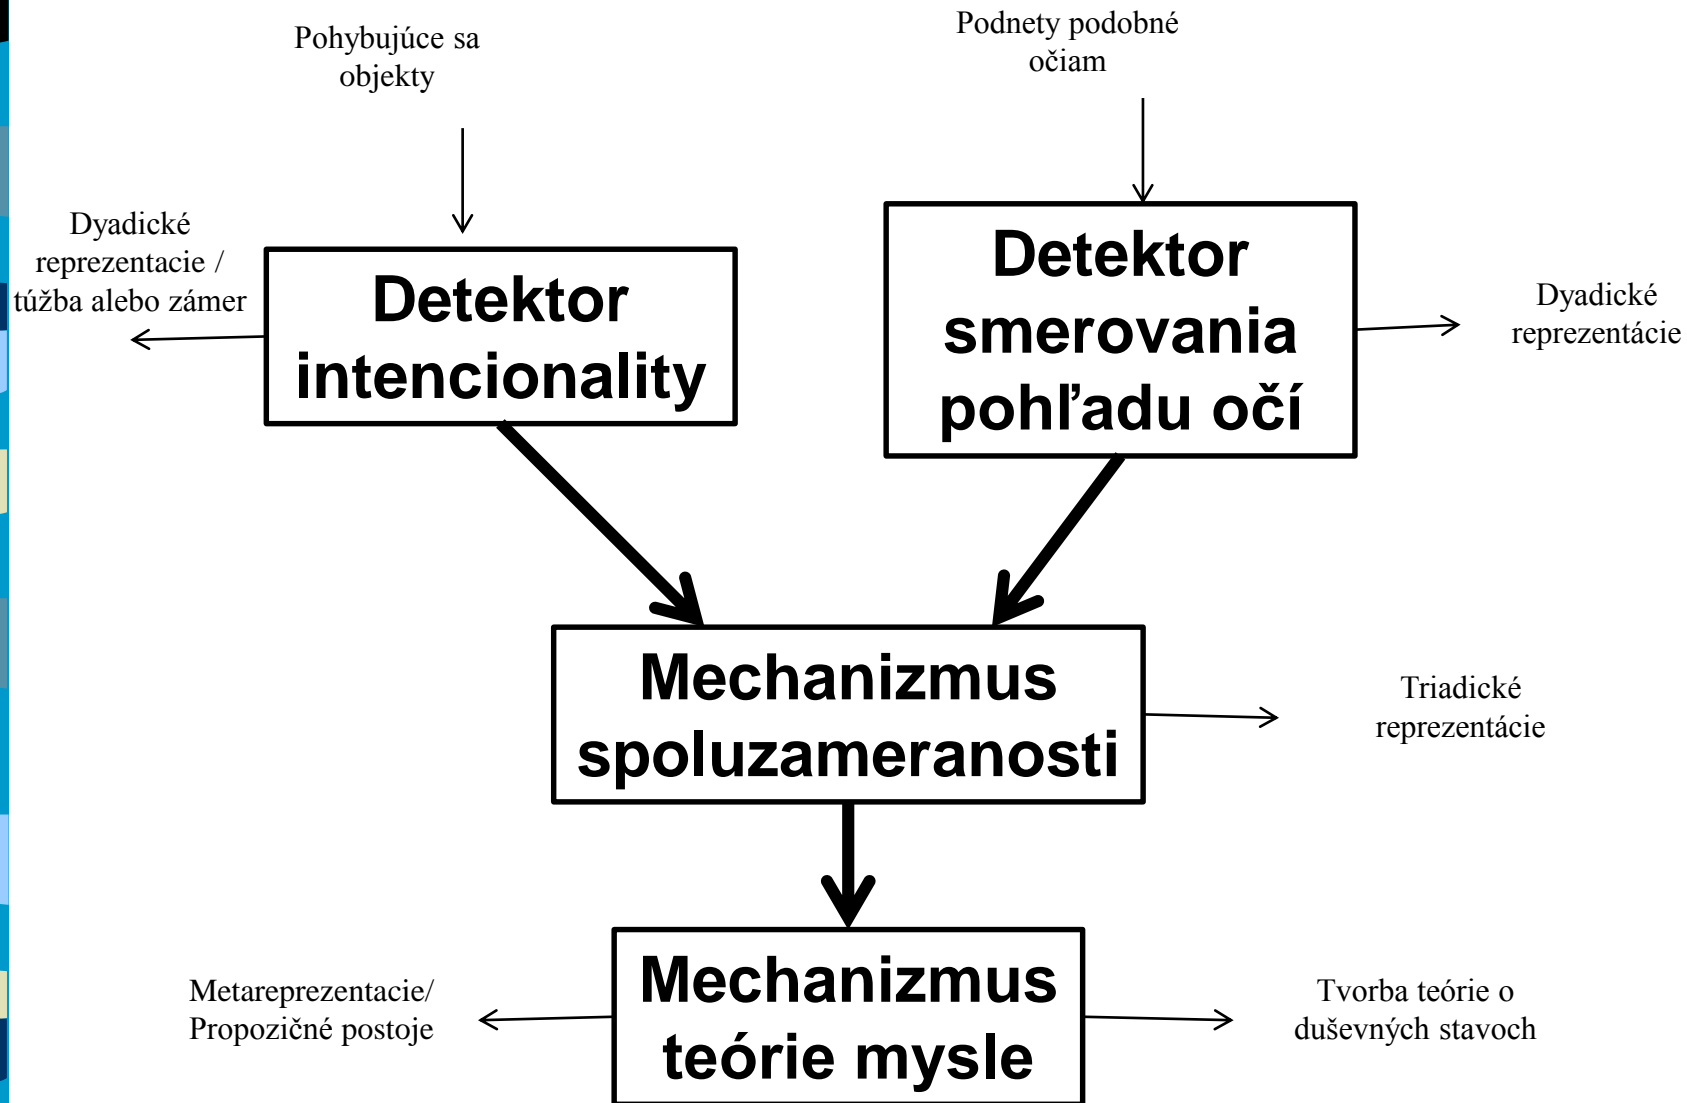 Pohybujúce sa
objekty
Podnety podobné
očiam
Dyadické
reprezentacie /
túžba alebo zámer
Detektor
intencionality
Detektor
smerovania
pohľadu očí
Dyadické
reprezentácie
Mechanizmus
spoluzameranosti
Triadické
reprezentácie
Metareprezentacie/
Propozičné postoje
Mechanizmus
teórie mysle
Tvorba teórie o
duševných stavoch